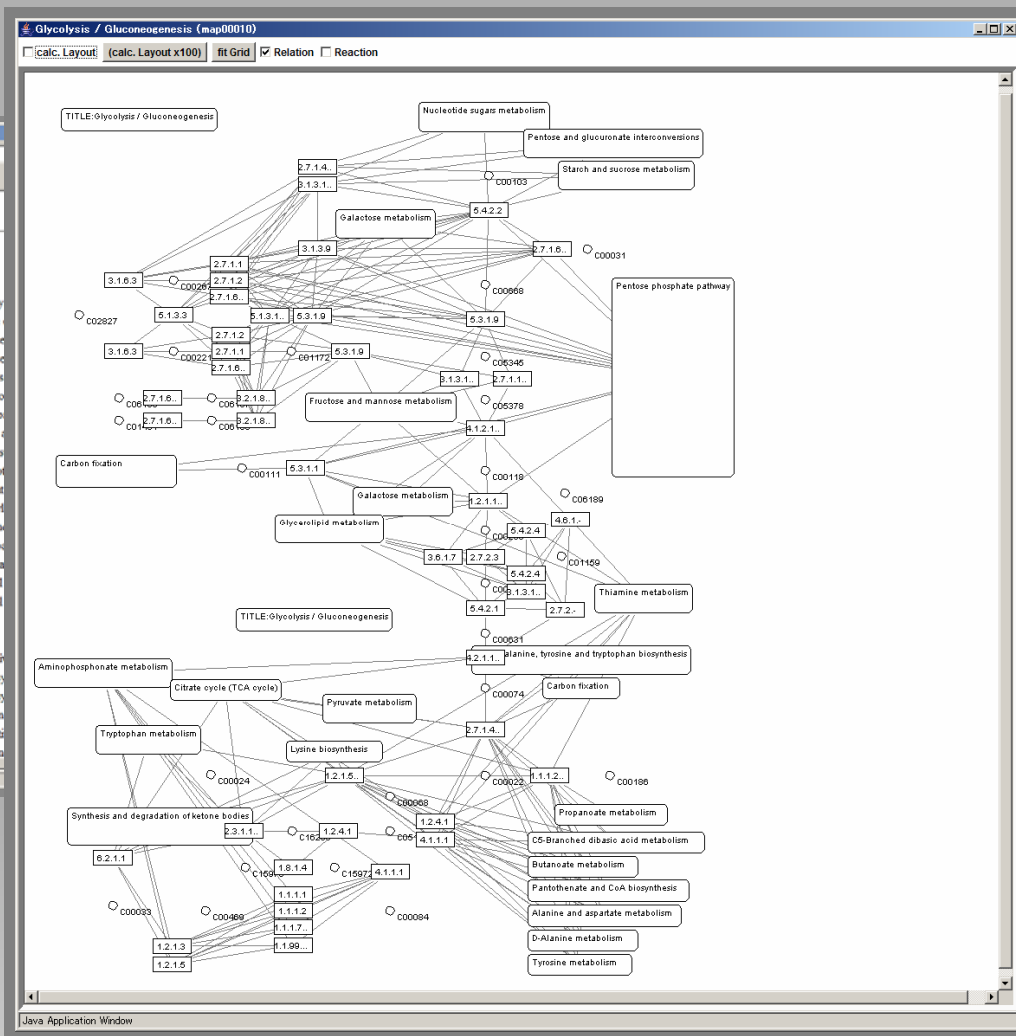 Glycolysis / Gluconeogenesis (map00010)
calc. Layout (calc. Layout x100) fit Grid Relation Reaction
Nucleotide sugars metabolism
TITLE:Glycolysis / Gluconeogenesis
Pentose and glucuronate interconversions
2.7.1.4..
Starch and sucrose metabolism
C00103
3.1.3.1..
5.4.2.2
Galactose metabolism
3.1.3.9
2.7.1.6..
C00031
2.7.1.1
3.1.6.3
2.7.1.2
C00668
Pentose phosphate pathway
2.7.1.6..
C02827
5.1.3.3
5.1.3.1..
5.3.1.9
5.3.1.9
2.7.1.2
3.1.6.3
C00221
2.7.1.1
C01172
5.3.1.9
C05345
2.7.1.6..
3.1.3.1..
2.7.1.1..
2.7.1.6..
3.2.1.8..
Fructose and mannose metabolism
C05378
2.7.1.6..
3.2.1.8..
4.1.2.1..
Carbon fixation
C00111
5.3.1.1
C00118
Galactose metabolism
1.2.1.1..
C06189
Glycerolipid metabolism
5.4.2.4
4.6.1.-
3.6.1.7
2.7.2.3
C01159
5.4.2.4
3.1.3.1..
Thiamine metabolism
5.4.2.1
2.7.2.-
TITLE:Glycolysis / Gluconeogenesis
C00631
4.2.1.1..
alanine, tyrosine and tryptophan biosynthesis
Aminophosphonate metabolism
Citrate cycle (TCA cycle)
C00074
Carbon fixation
Pyruvate metabolism
Tryptophan metabolism
2.7.1.4..
Lysine biosynthesis
C00024
1.2.1.5..
C00022
1.1.1.2..
C00186
C00068
Synthesis and degradation of ketone bodies
Propanoate metabolism
2.3.1.1..
1.2.4.1
1.2.4.1
4.1.1.1
C5-Branched dibasic acid metabolism
6.2.1.1
1.8.1.4
C15972
4.1.1.1
Butanoate metabolism
1.1.1.1
Pantothenate and CoA biosynthesis
C00033
C00469
1.1.1.2
C00084
Alanine and aspartate metabolism
1.1.1.7..
1.2.1.3
1.1.99...
D-Alanine metabolism
1.2.1.5
Tyrosine metabolism
Java Application Window